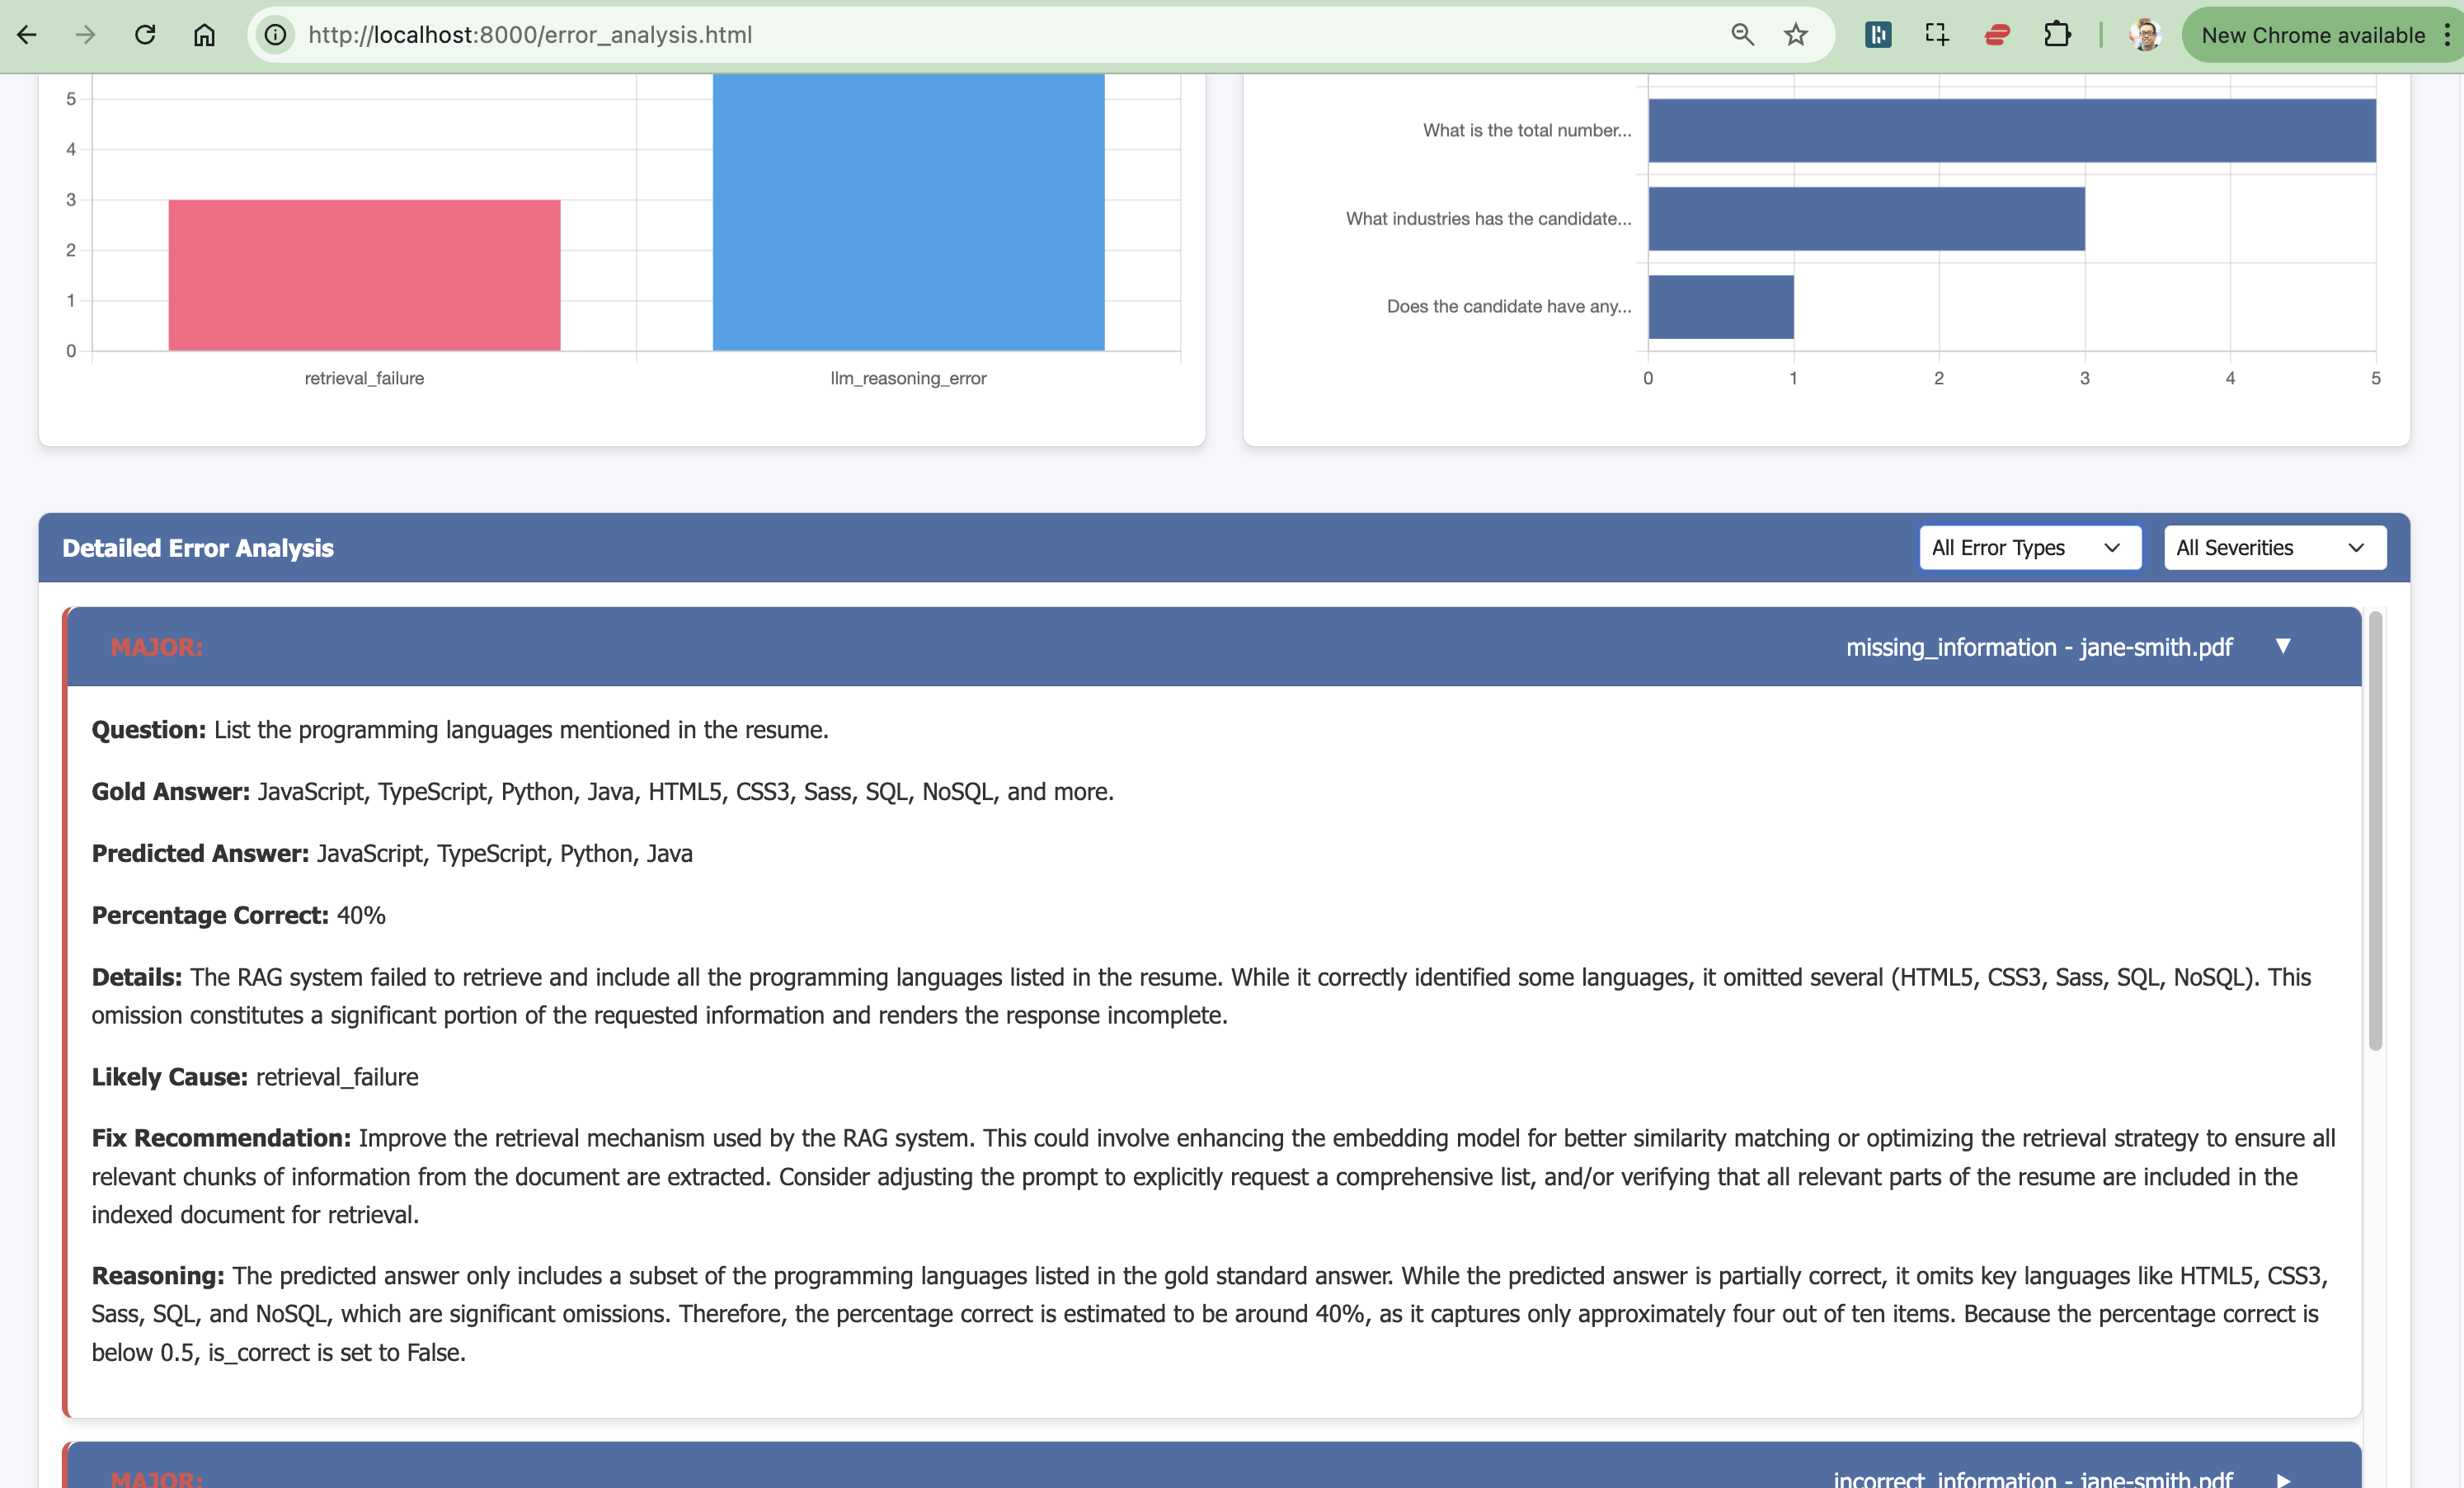 http://localhost:8000/error_analysis.html
New Chrome available
5
4
3
2
1
0
retrieval_failure
llm_reasoning_error
What is the total number...
What industries has the candidate...
Does the candidate have any...
0 1 2 3 4 5
Detailed Error Analysis
All Error Types
All Severities
MAJOR:
missing_information - jane-smith.pdf
Question: List the programming languages mentioned in the resume.
Gold Answer: JavaScript, TypeScript, Python, Java, HTML5, CSS3, Sass, SQL, NoSQL, and more.
Predicted Answer: JavaScript, TypeScript, Python, Java
Percentage Correct: 40%
Details: The RAG system failed to retrieve and include all the programming languages listed in the resume. While it correctly identified some languages, it omitted several (HTML5, CSS3, Sass, SQL, NoSQL). This
omission constitutes a significant portion of the requested information and renders the response incomplete.
Likely Cause: retrieval_failure
Fix Recommendation: Improve the retrieval mechanism used by the RAG system. This could involve enhancing the embedding model for better similarity matching or optimizing the retrieval strategy to ensure all
relevant chunks of information from the document are extracted. Consider adjusting the prompt to explicitly request a comprehensive list, and/or verifying that all relevant parts of the resume are included in the
indexed document for retrieval.
Reasoning: The predicted answer only includes a subset of the programming languages listed in the gold standard answer. While the predicted answer is partially correct, it omits key languages like HTML5, CSS3,
Sass, SQL, and NoSQL, which are significant omissions. Therefore, the percentage correct is estimated to be around 40%, as it captures only approximately four out of ten items. Because the percentage correct is
below 0.5, is_correct is set to False.
MAJOR:
incorrect_information - jane-smith.pdf